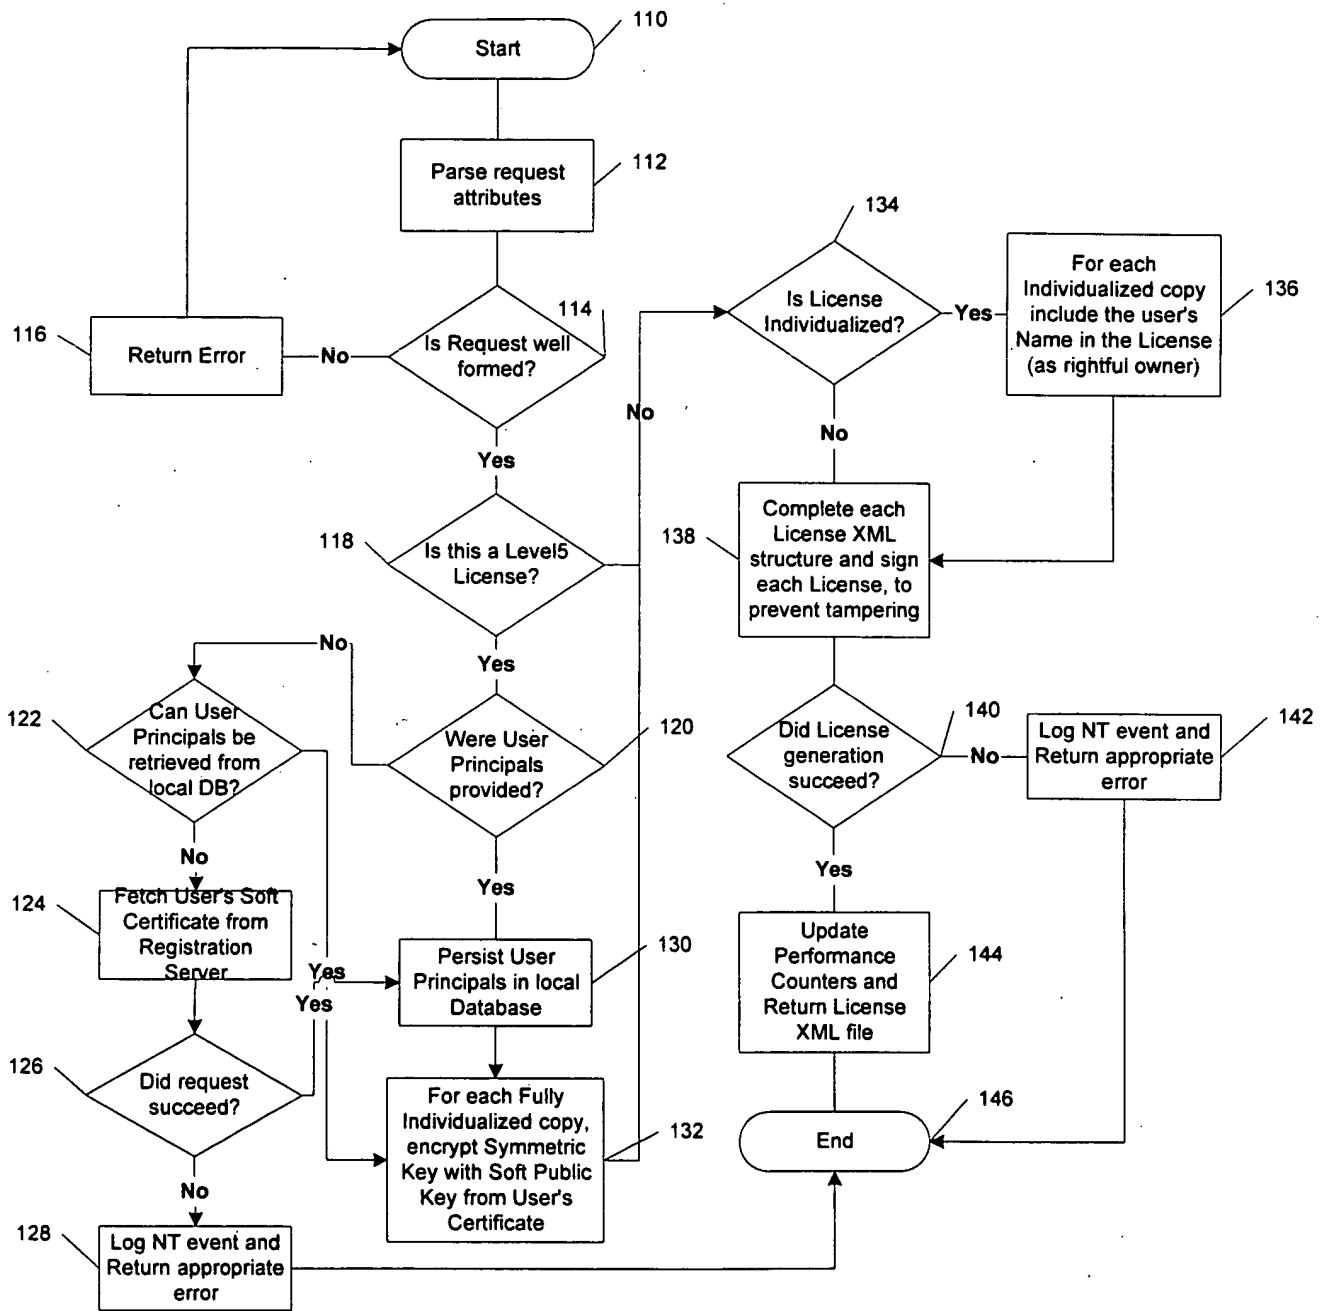 110
Start
112
Parse request
attributes
134
Is License
Individualized?
Yes
For each
Individualized copy
include the user's
Name in the License
(as rightful owner)
136
114
Is Request well
formed?
No
116
Return Error
No
No
Yes
118
Is this a Level5
License?
138
Complete each
License XML
structure and sign
each License, to
prevent tampering
No
Yes
122
Can User
Principals be
retrieved from
local DB?
120
Were User
Principals
provided?
140
Did License
generation
succeed?
No
142
Log NT event and
Return appropriate
error
No
Yes
Yes
124
Fetch User's Soft
Certificate from
Registration
Server
Yes
Yes
130
Persist User
Principals in local
Database
144
Update
Performance
Counters and
Return License
XML file
126
Did request
succeed?
132
For each Fully
Individualized copy,
encrypt Symmetric
Key with Soft Public
Key from User's
Certificate
146
End
No
128
Log NT event and
Return appropriate
error